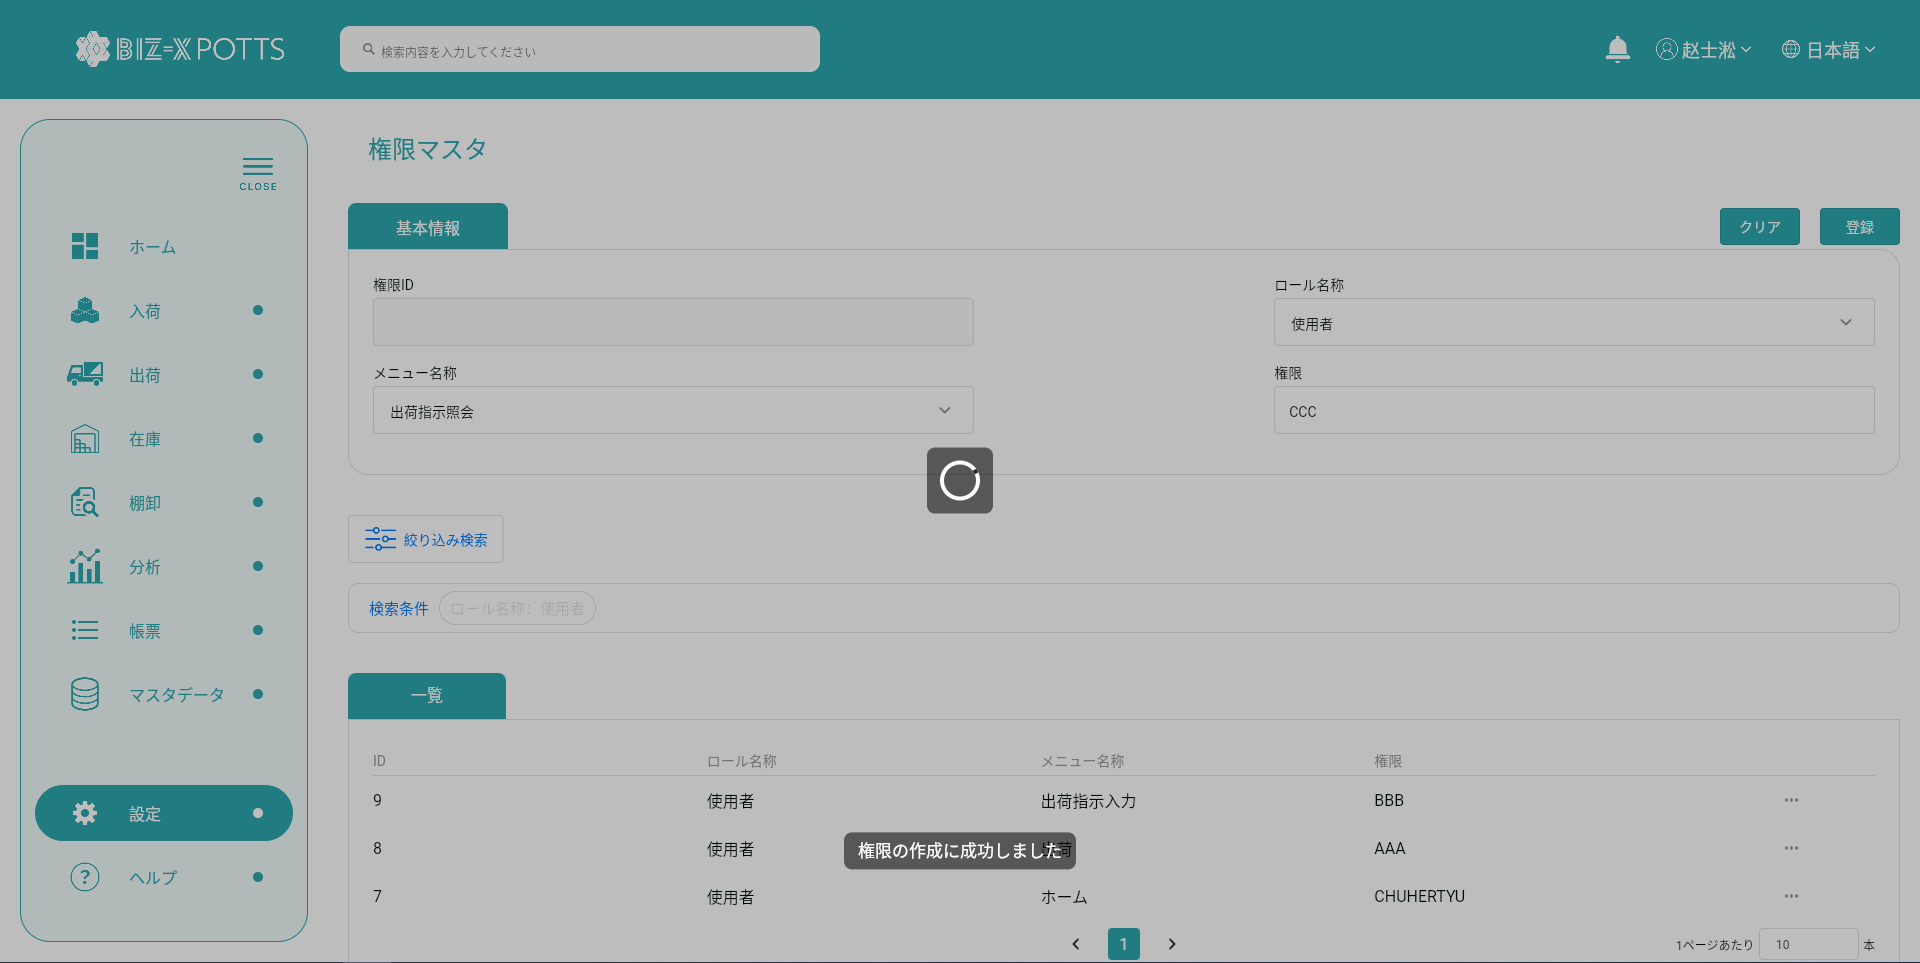 BIZ=X POTTS
検索内容を入力してください
赵士淞
日本語
CLOSE
ホーム
入荷
出荷
在庫
棚卸
分析
帳票
マスタデータ
設定
ヘルプ
権限マスタ
基本情報
クリア
登録
権限ID
ロール名称
使用者
メニュー名称
出荷指示照会
権限
CCC
絞り込み検索
検索条件
ロール名称: 使用者
一覧
ID ロール名称 メニュー名称 権限
9 使用者 出荷指示入力 BBB
8 使用者 出荷 AAA
権限の作成に成功しました
7 使用者 ホーム CHUHERTYU
1
1ページあたり 10 本